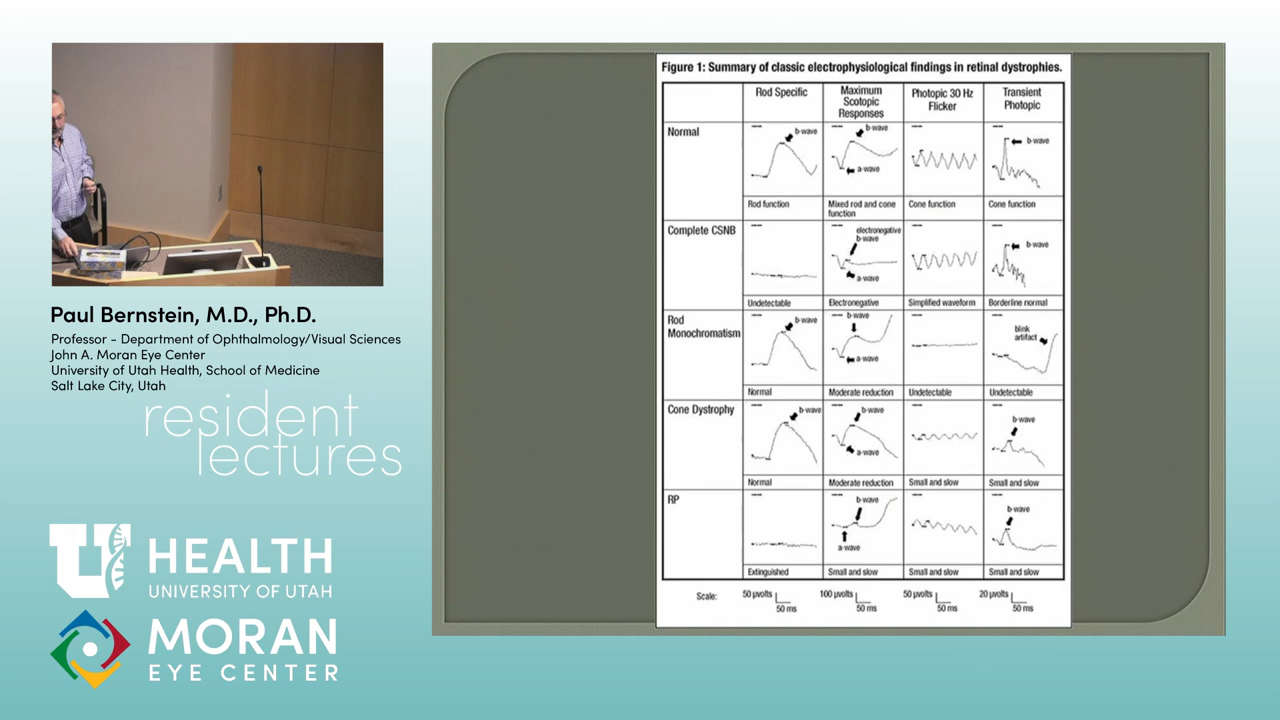 Paul Bernstein, M.D., Ph.D.
Professor - Department of Ophthalmology/Visual Sciences
John A. Moran Eye Center
University of Utah Health, School of Medicine
Salt Lake City, Utah
resident
lectures
U
HEALTH
UNIVERSITY OF UTAH
MORAN
EYE CENTER
Figure 1: Summary of classic electrophysiological findings in retinal dystrophies.
Rod Specific
Maximum
Scotopic
Responses
Photopic 30 Hz
Flicker
Transient
Photopic
Normal
b-wave
b-wave
a-wave
b-wave
Rod function
Mixed rod and cone
function
Cone function
Cone function
Complete CSNB
electronegative
b-wave
a-wave
b-wave
Undetectable
Electronegative
Simplified waveform
Borderline normal
Rod
Monochromatism
b-wave
b-wave
a-wave
blink
artifact
Normal
Moderate reduction
Undetectable
Undetectable
Cone Dystrophy
b-wave
b-wave
a-wave
b-wave
Normal
Moderate reduction
Small and slow
Small and slow
RP
b-wave
a-wave
b-wave
Extinguished
Small and slow
Small and slow
Small and slow
Scale:
50 µvolts
50 ms
100 µvolts
50 ms
50 µvolts
50 ms
20 µvolts
50 ms